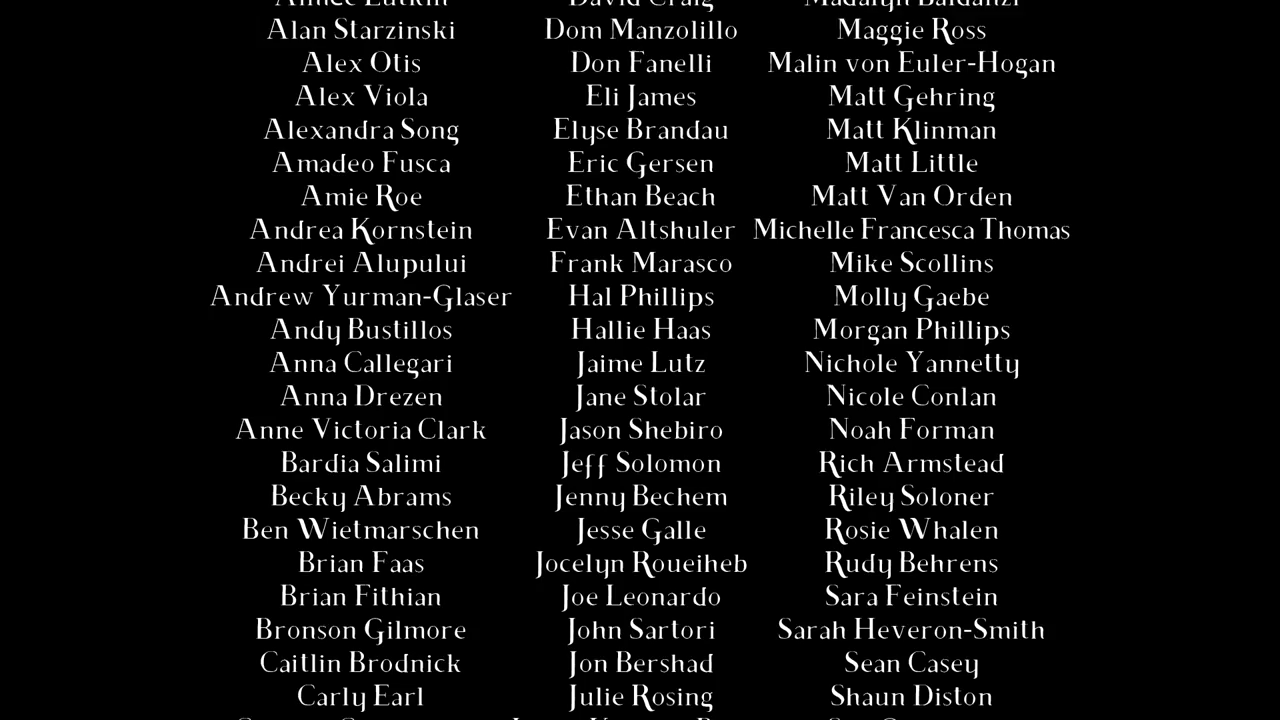 Alan Starzinski Dom Manzolillo Maggie Ross
Alex Otis Don Fanelli Malin von Euler-Hogan
Alex Viola Eli James Matt Gehring
Alexandra Song Elyse Brandau Matt Klinman
Amadeo Fusca Eric Gersen Matt Little
Amie Roe Ethan Beach Matt Van Orden
Andrea Kornstein Evan Altshuler Michelle Francesca Thomas
Andrei Alupului Frank Marasco Mike Scollins
Andrew Yurman-Glaser Hal Phillips Molly Gaebe
Andy Bustillos Hallie Haas Morgan Phillips
Anna Callegari Jaime Lutz Nichole Yannetty
Anna Drezen Jane Stolar Nicole Conlan
Anne Victoria Clark Jason Shebiro Noah Forman
Bardia Salimi Jeff Solomon Rich Armstead
Becky Abrams Jenny Bechem Riley Soloner
Ben Wietmarschen Jesse Galle Rosie Whalen
Brian Faas Jocelyn Roueiheb Rudy Behrens
Brian Fithian Joe Leonardo Sara Feinstein
Bronson Gilmore John Sartori Sarah Heveron-Smith
Caitlin Brodnick Jon Bershad Sean Casey
Carly Earl Julie Rosing Shaun Diston